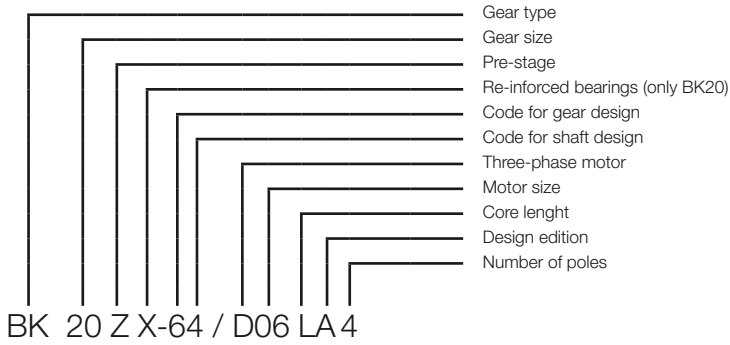 Gear type
Gear size
Pre-stage
Re-inforced bearings (only BK20)
Code for gear design
Code for shaft design
Three-phase motor
Motor size
Core lenght
Design edition
Number of poles
BK 20 Z X-64 / D06 LA 4